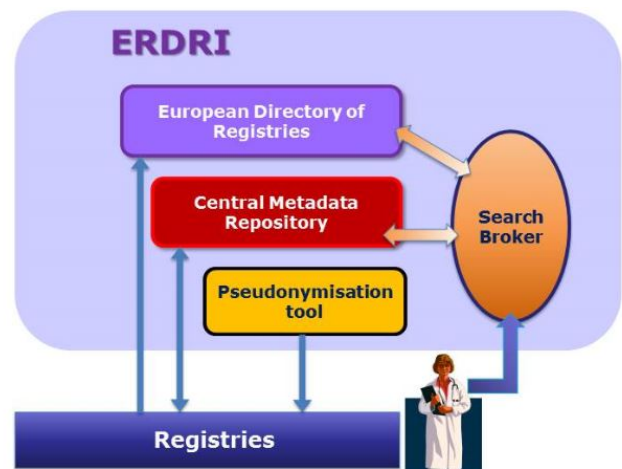 ERDRI
European Directory of
Registries
Central Metadata
Repository
Search
Broker
Pseudonymisation
tool
Registries